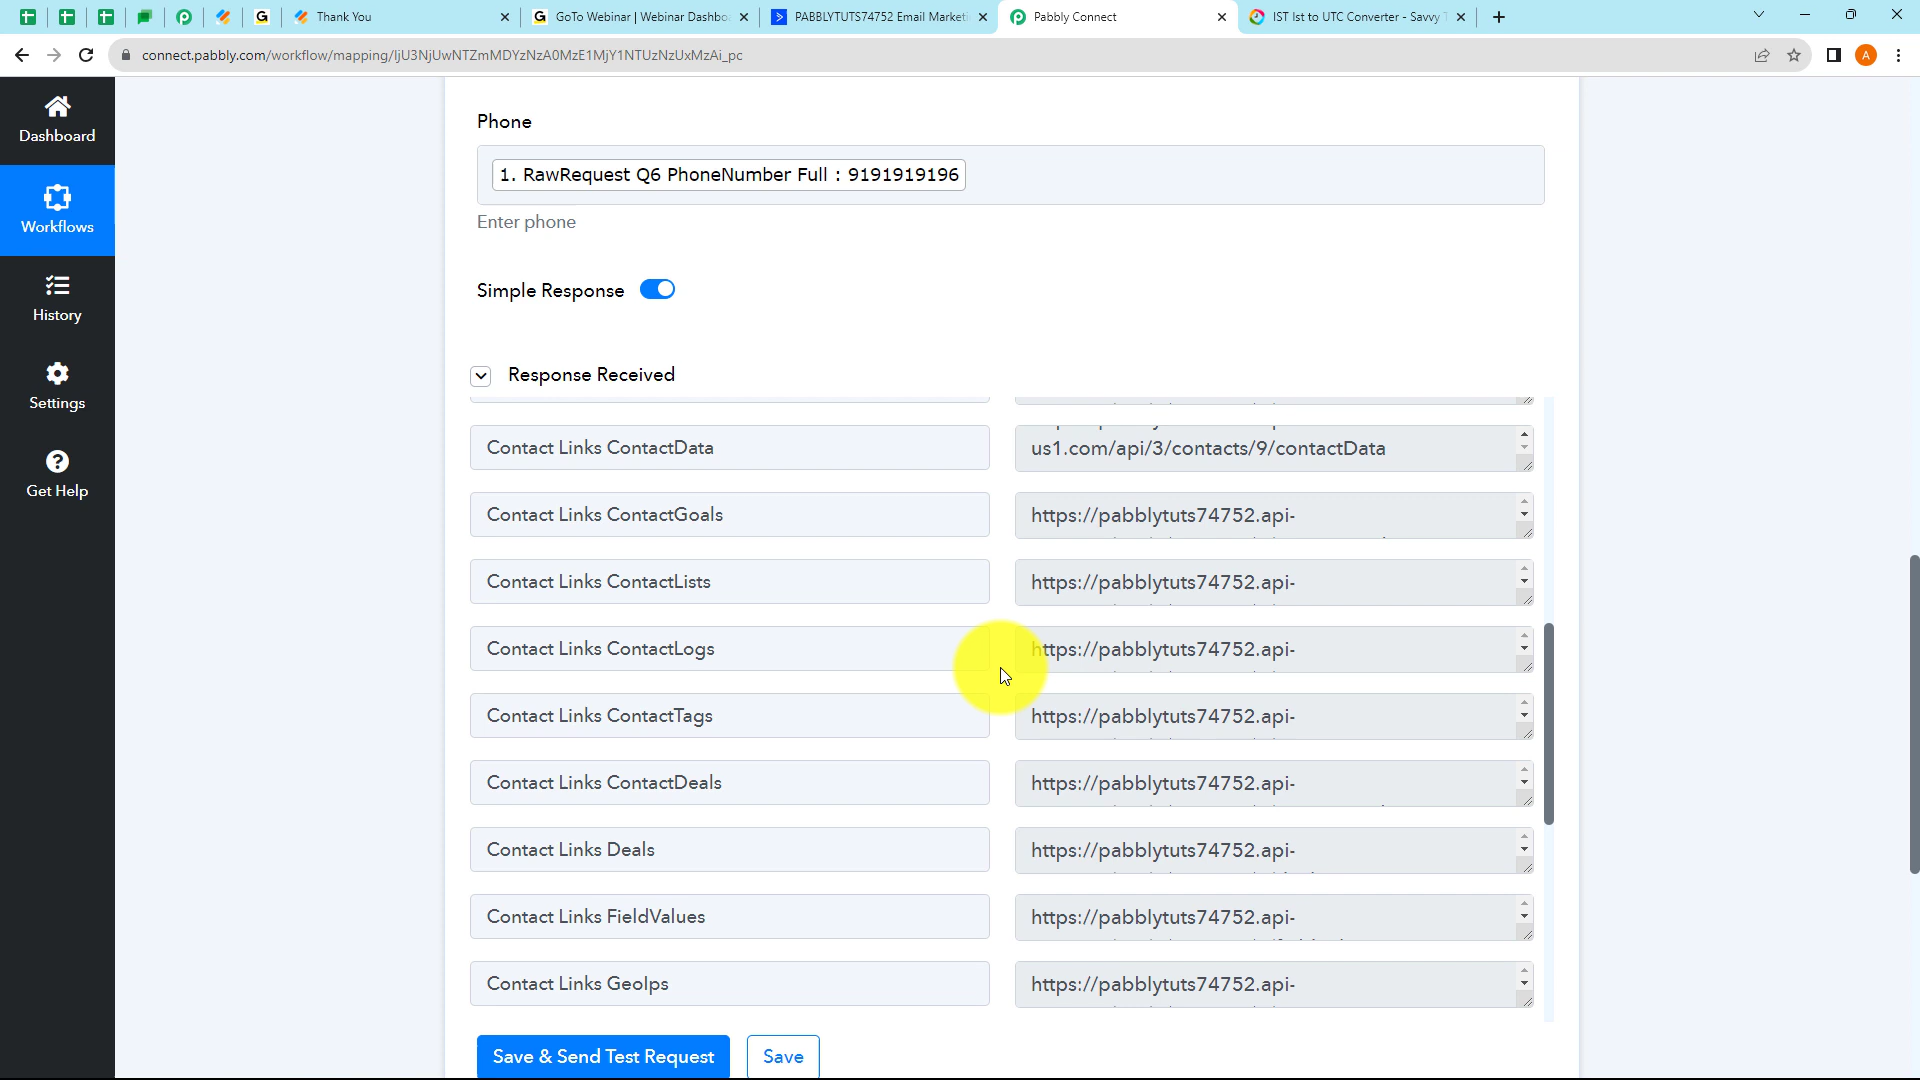 Thank You
GoTo Webinar | Webinar Dashbo
PABBLYTUTS74752 Email Marketi
Pabbly Connect
IST Ist to UTC Converter - Savvy T
connect.pabbly.com/workflow/mapping/IjU3NjUwNTZmMDYzNzA0MzE1MjY1NTUzNzUxMzAi_pc
A
Dashboard
Workflows
History
Settings
Get Help
Phone
1. RawRequest Q6 PhoneNumber Full : 9191919196
Enter phone
Simple Response
Response Received
Contact Links ContactData
us1.com/api/3/contacts/9/contactData
Contact Links ContactGoals
https://pabblytuts74752.api-
Contact Links ContactLists
https://pabblytuts74752.api-
Contact Links ContactLogs
https://pabblytuts74752.api-
Contact Links ContactTags
https://pabblytuts74752.api-
Contact Links ContactDeals
https://pabblytuts74752.api-
Contact Links Deals
https://pabblytuts74752.api-
Contact Links FieldValues
https://pabblytuts74752.api-
Contact Links GeoIps
https://pabblytuts74752.api-
Save & Send Test Request
Save